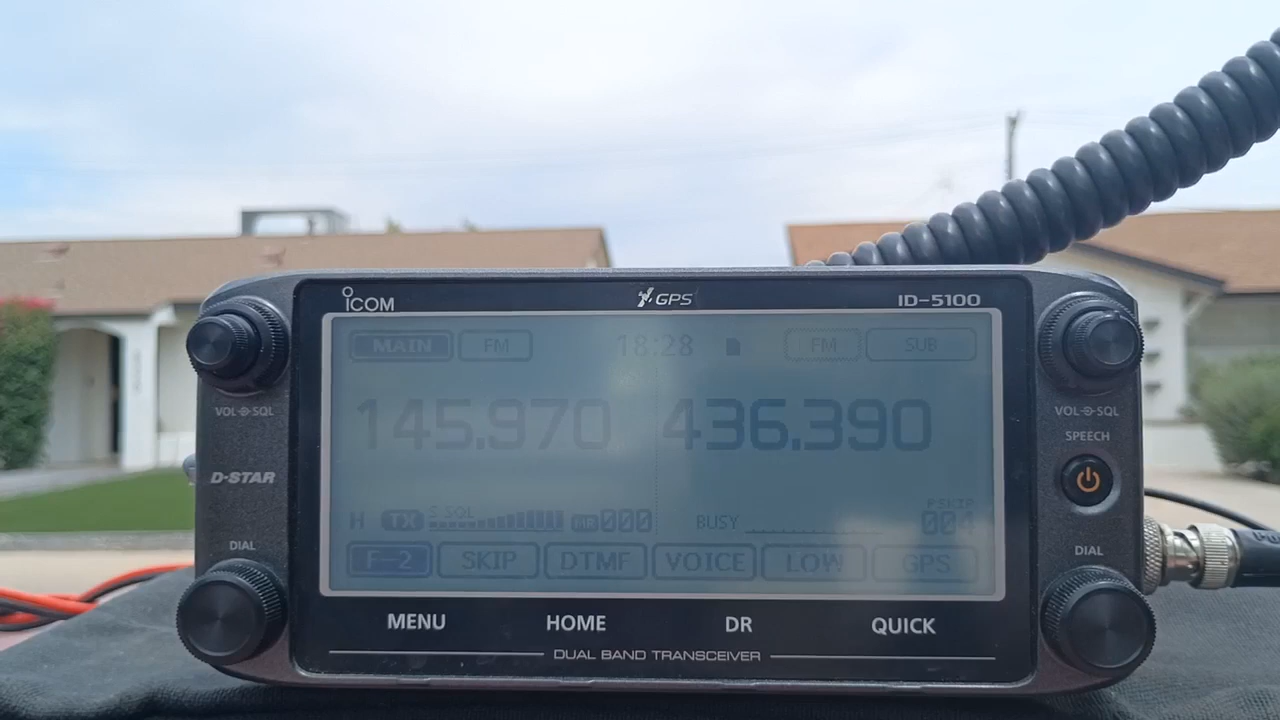 ICOM GPS ID-5100
MAIN FM 18:28 FM SUB
145.970 436.390
VOL SQL VOL SQL
SPEECH
D-STAR
H TX S SQL MR 000 BUSY PSKIP 004
DIAL DIAL
F-2 SKIP DTMF VOICE LOW GPS
MENU HOME DR QUICK
DUAL BAND TRANSCEIVER